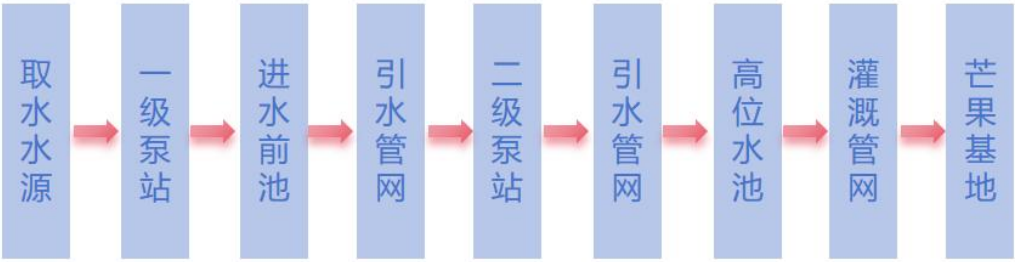 取水水源
一级泵站
进水前池
引水管网
二级泵站
引水管网
高位水池
灌溉管网
芒果基地